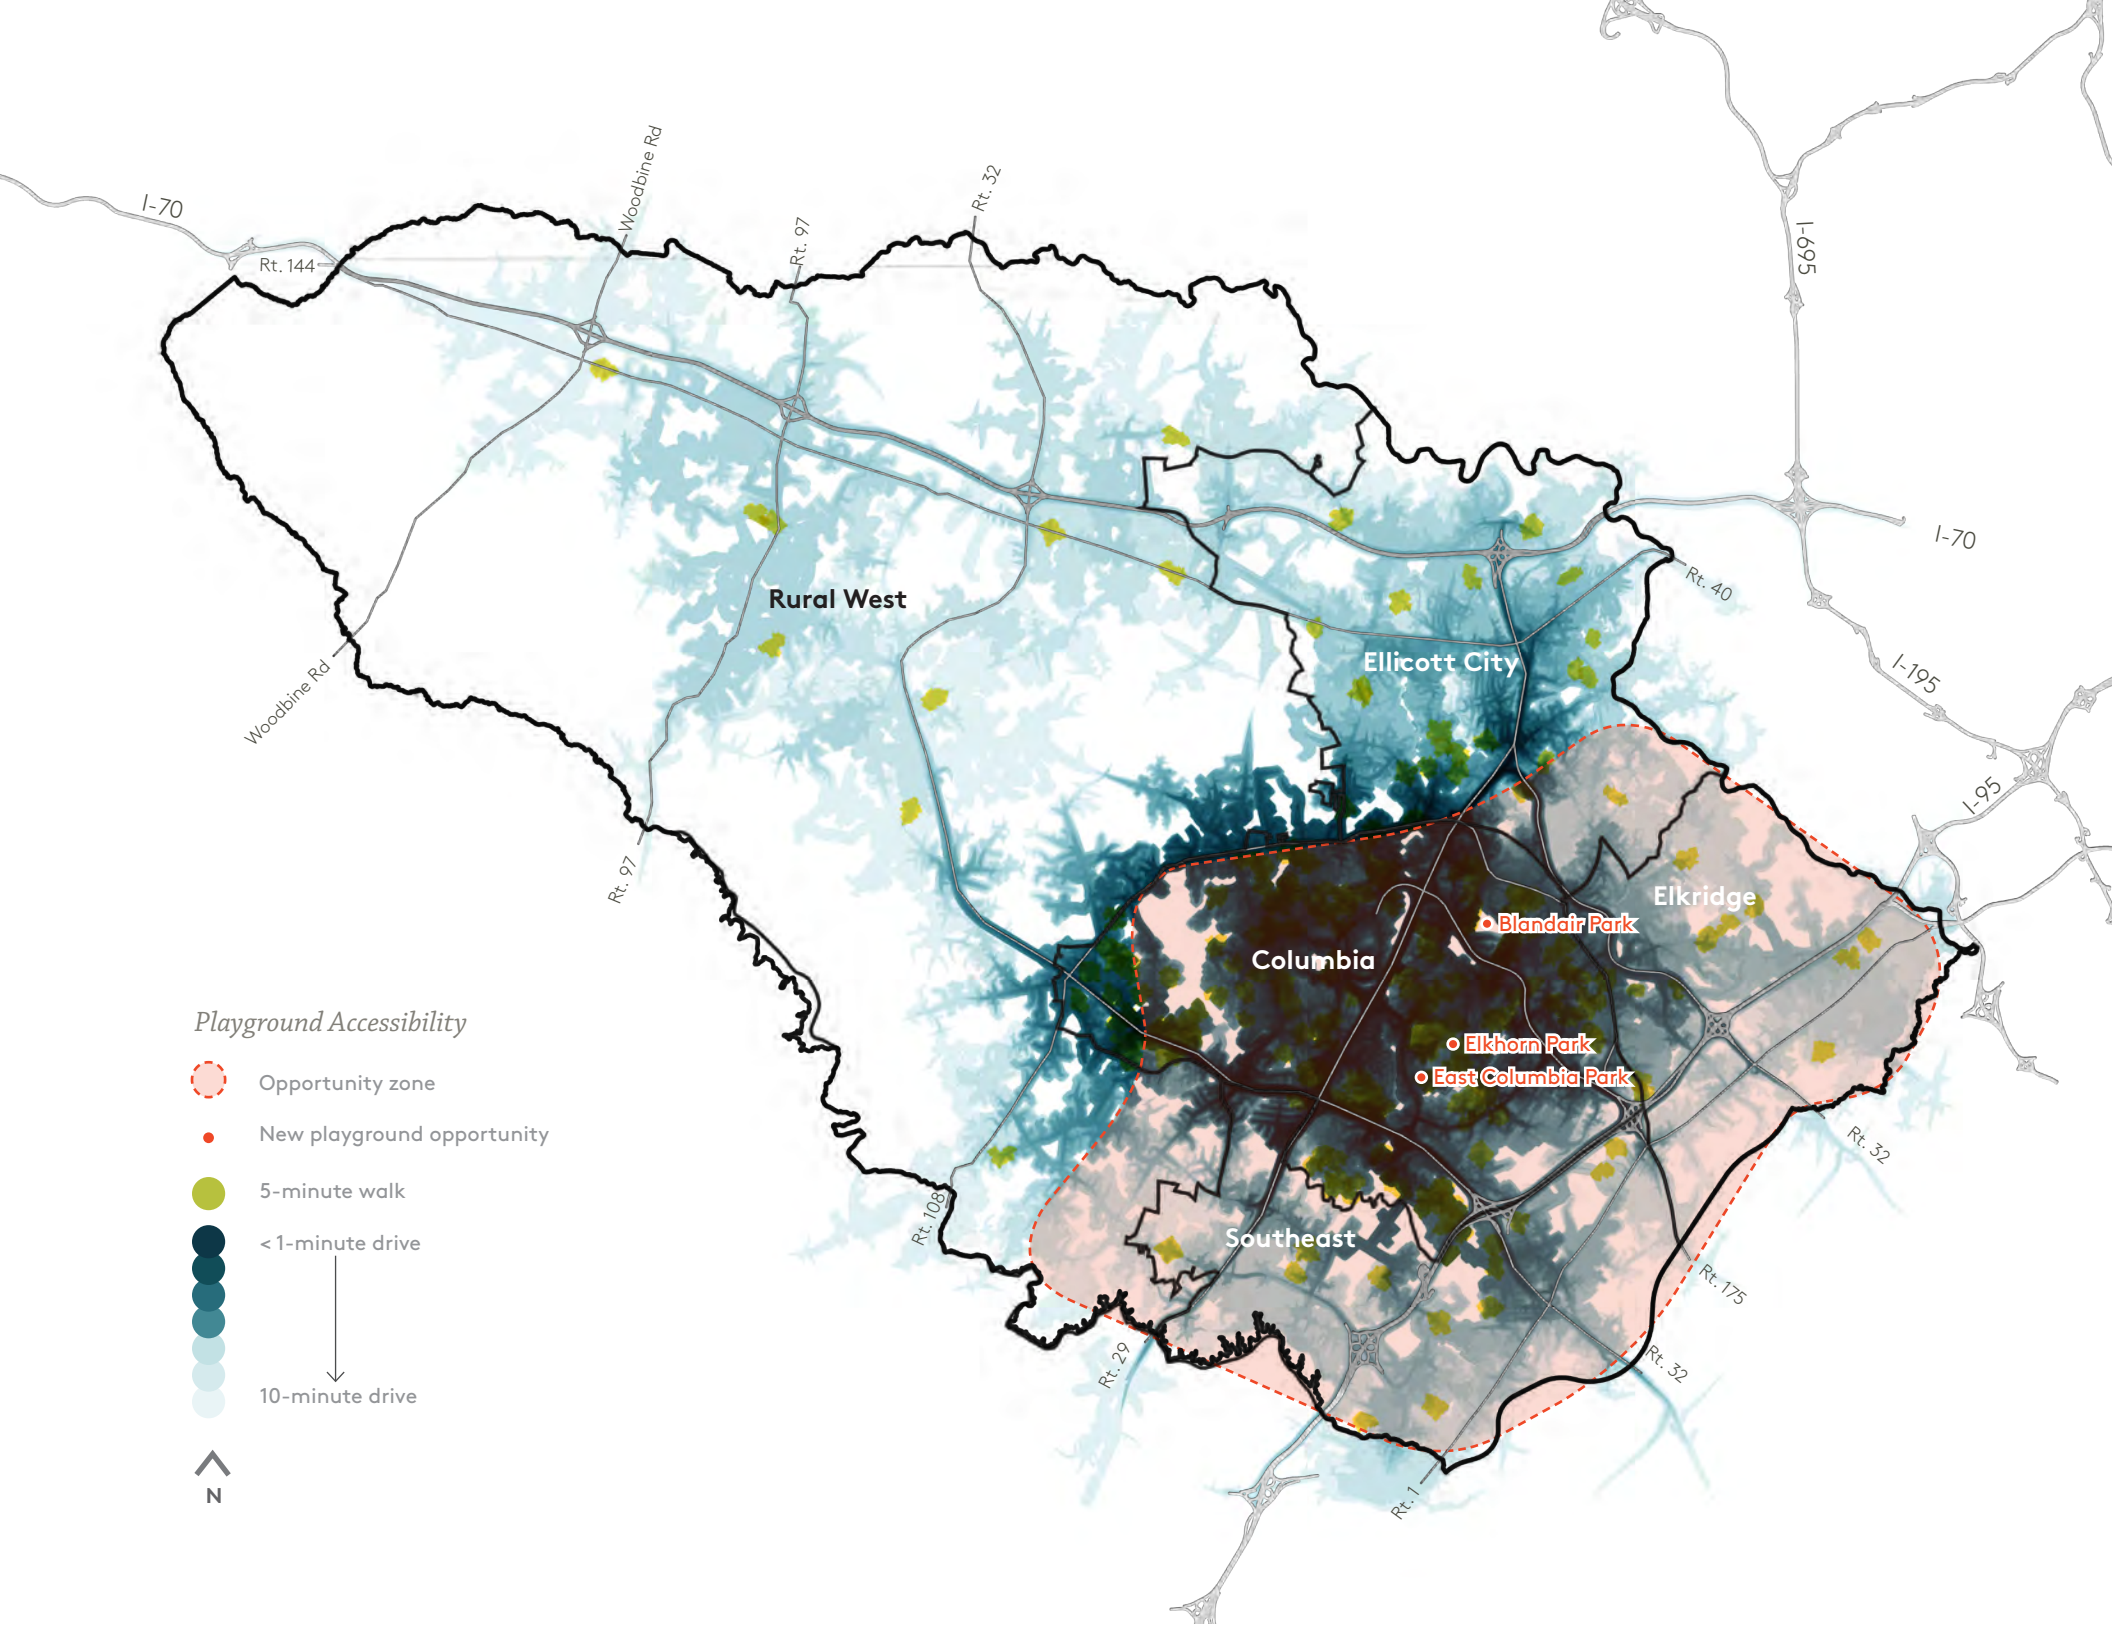 I-70
Rt. 144
Woodbine Rd
Rt. 97
Rt. 32
I-695
I-70
Rt. 40
I-195
I-95
Rural West
Ellicott City
Woodbine Rd
Rt. 97
Elkridge
Blandair Park
Columbia
Elkhorn Park
East Columbia Park
Rt. 32
Rt. 108
Southeast
Rt. 175
Rt. 29
Rt. 32
Rt. 1
Playground Accessibility
Opportunity zone
New playground opportunity
5-minute walk
< 1-minute drive
10-minute drive
N